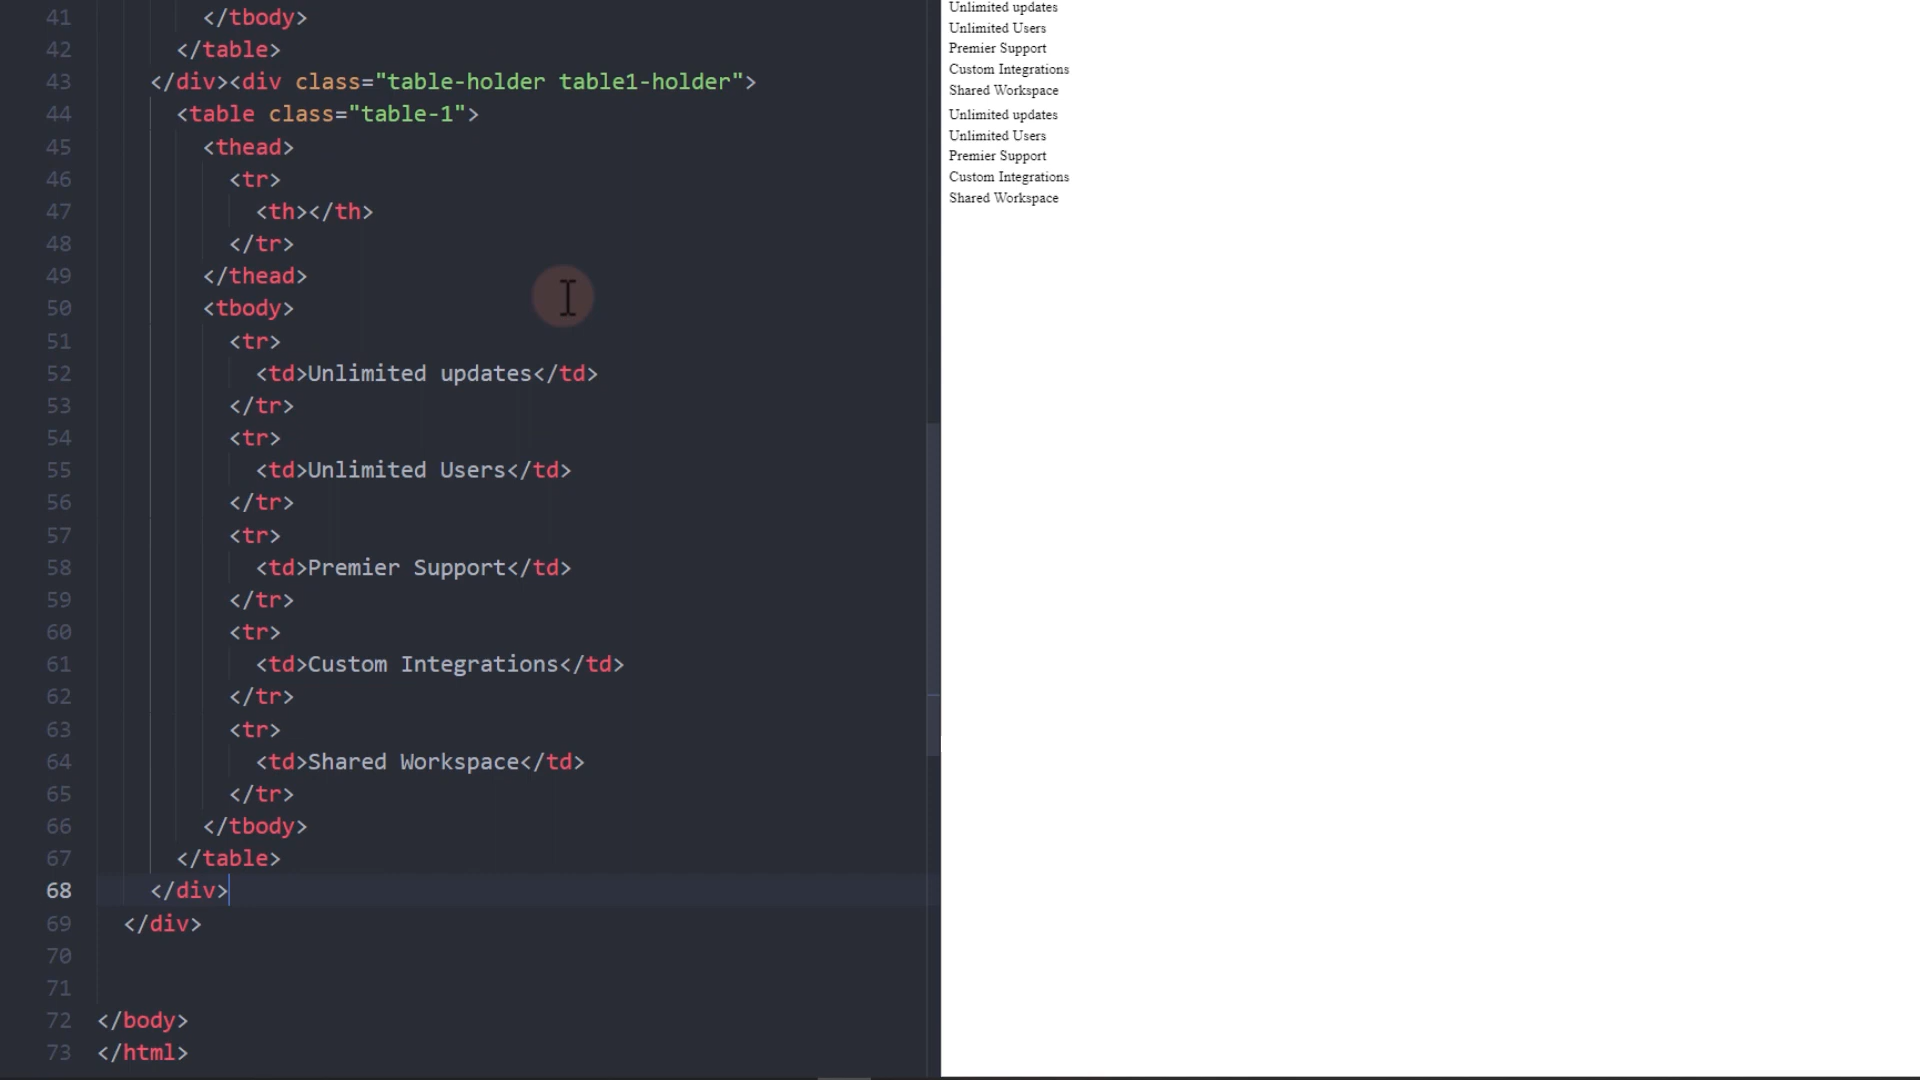 41 </tbody>
42 </table>
43 </div><div class="table-holder table1-holder">
44 <table class="table-1">
45 <thead>
46 <tr>
47 <th></th>
48 </tr>
49 </thead>
50 <tbody>
51 <tr>
52 <td>Unlimited updates</td>
53 </tr>
54 <tr>
55 <td>Unlimited Users</td>
56 </tr>
57 <tr>
58 <td>Premier Support</td>
59 </tr>
60 <tr>
61 <td>Custom Integrations</td>
62 </tr>
63 <tr>
64 <td>Shared Workspace</td>
65 </tr>
66 </tbody>
67 </table>
68 </div>
69 </div>
70
71
72 </body>
73 </html>
Unlimited updates
Unlimited Users
Premier Support
Custom Integrations
Shared Workspace
Unlimited updates
Unlimited Users
Premier Support
Custom Integrations
Shared Workspace